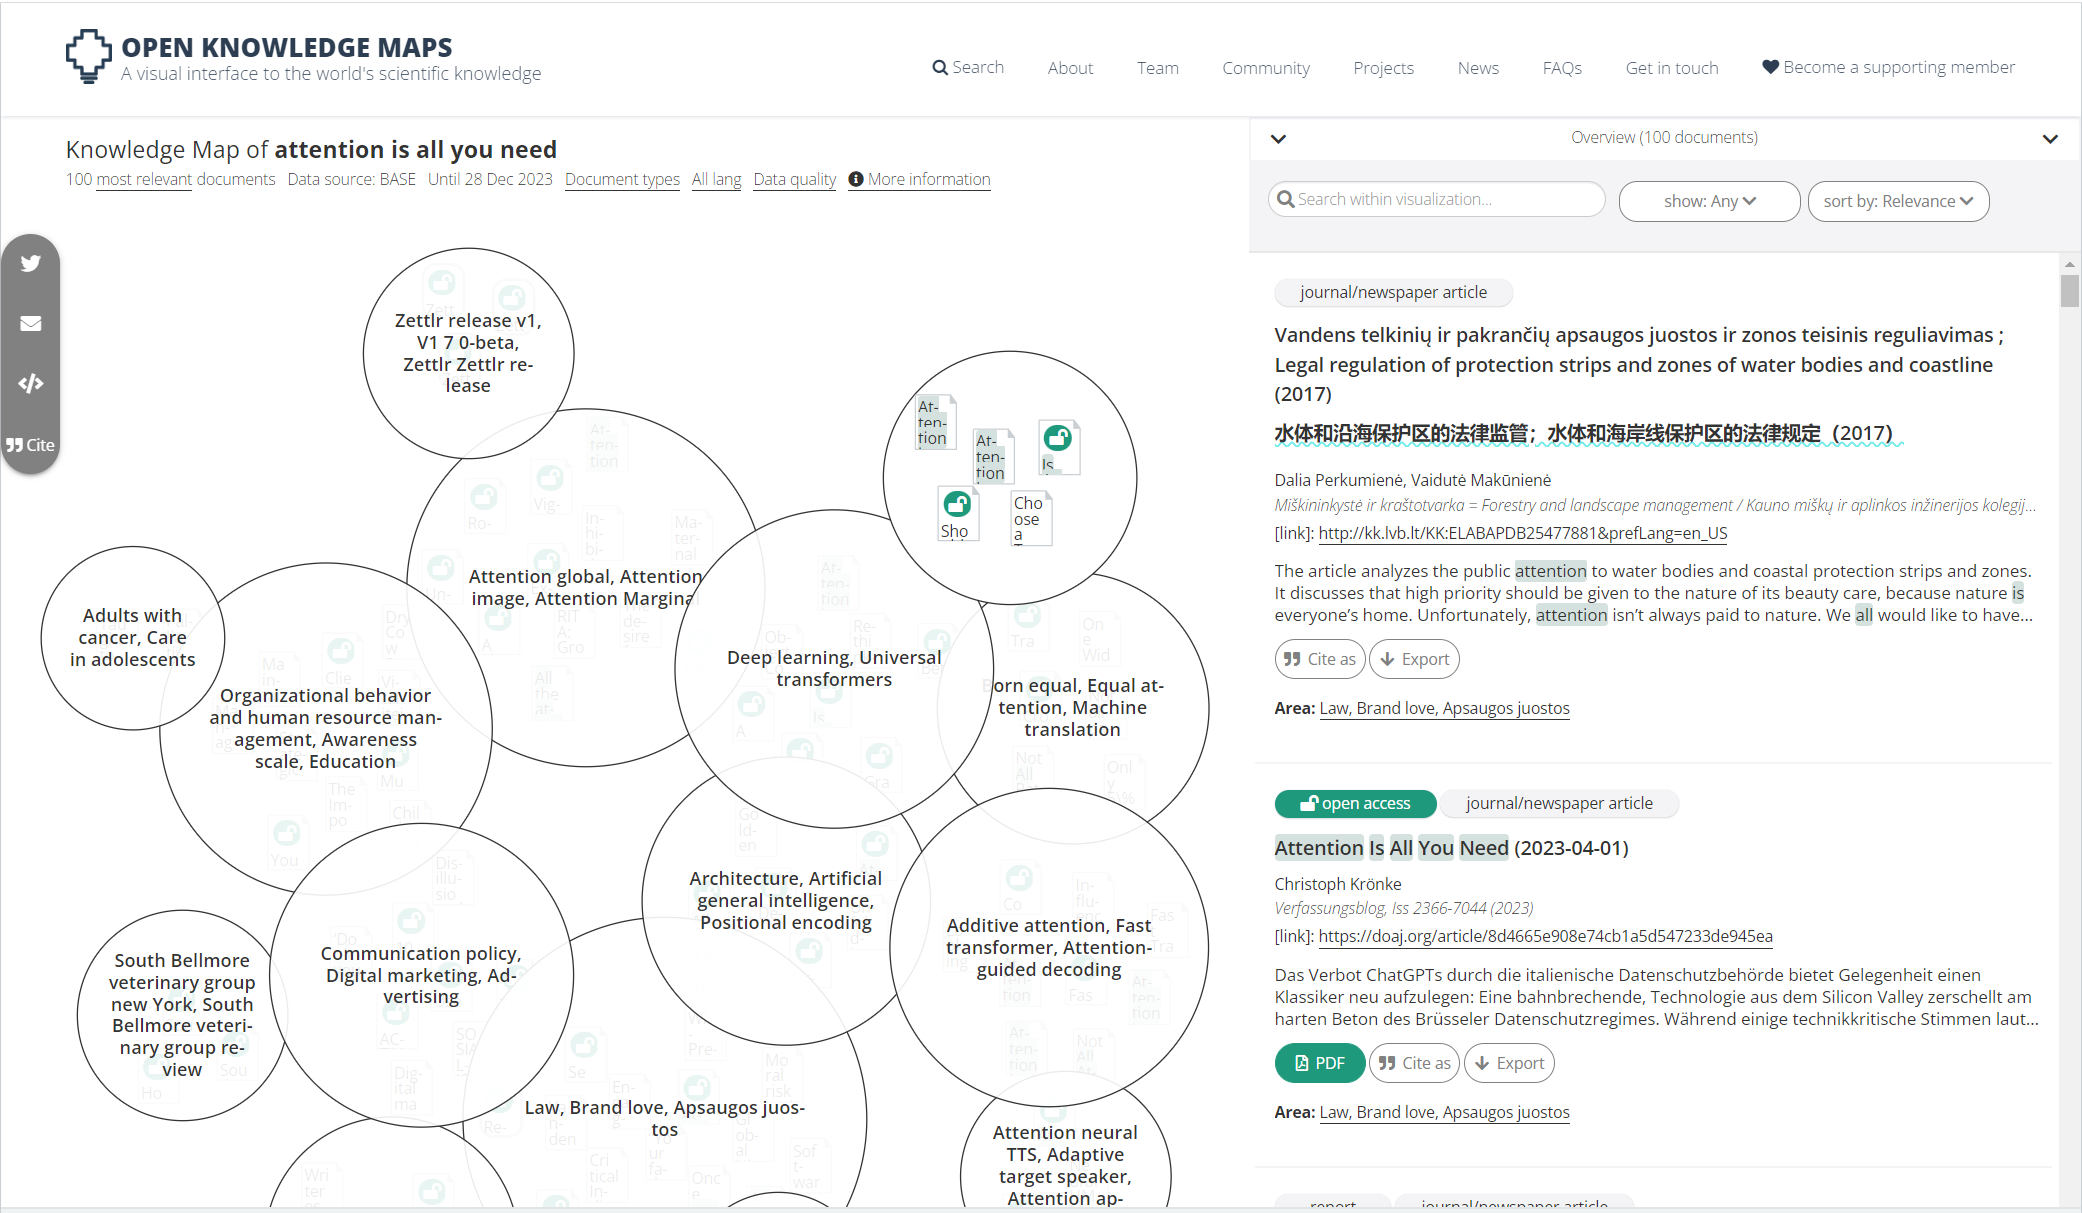 OPEN KNOWLEDGE MAPS
A visual interface to the world's scientific knowledge
Search About Team Community Projects News FAQs Get in touch Become a supporting member
Knowledge Map of attention is all you need
100 most relevant documents Data source: BASE Until 28 Dec 2023 Document types All lang Data quality More information
Cite
Zettlr release v1,
V1 7 0-beta,
Zettlr Zettlr re-
lease
At-
ten-
tion
At-
ten-
tion
Is
Sho
Cho
ose
a
Attention global, Attention
image, Attention Margina
Adults with
cancer, Care
in adolescents
Organizational behavior
and human resource man-
agement, Awareness
scale, Education
Deep learning, Universal
transformers
Born equal, Equal at-
tention, Machine
translation
Architecture, Artificial
general intelligence,
Positional encoding
Additive attention, Fast
transformer, Attention-
guided decoding
Communication policy,
Digital marketing, Ad-
vertising
South Bellmore
veterinary group
new York, South
Bellmore veteri-
nary group re-
view
Law, Brand love, Apsaugos juos-
tos
Attention neural
TTS, Adaptive
target speaker,
Attention ap-
Overview (100 documents)
Search within visualization...
show: Any
sort by: Relevance
journal/newspaper article
Vandens telkinių ir pakrančių apsaugos juostos ir zonos teisinis reguliavimas ;
Legal regulation of protection strips and zones of water bodies and coastline
(2017)
水体和沿海保护区的法律监管；水体和海岸线保护区的法律规定（2017）
Dalia Perkumienė, Vaidutė Makūnienė
Miškininkystė ir kraštotvarka = Forestry and landscape management / Kauno miškų ir aplinkos inžinerijos kolegij...
[link]: http://kk.lvb.lt/KK:ELABAPDB25477881&prefLang=en_US
The article analyzes the public attention to water bodies and coastal protection strips and zones.
It discusses that high priority should be given to the nature of its beauty care, because nature is
everyone’s home. Unfortunately, attention isn’t always paid to nature. We all would like to have...
Cite as Export
Area: Law, Brand love, Apsaugos juostos
open access journal/newspaper article
Attention Is All You Need (2023-04-01)
Christoph Krönke
Verfassungsblog, Iss 2366-7044 (2023)
[link]: https://doaj.org/article/8d4665e908e74cb1a5d547233de945ea
Das Verbot ChatGPTs durch die italienische Datenschutzbehörde bietet Gelegenheit einen
Klassiker neu aufzulegen: Eine bahnbrechende, Technologie aus dem Silicon Valley zerschellt am
harten Beton des Brüsseler Datenschutzregimes. Während einige technikkritische Stimmen laut...
PDF Cite as Export
Area: Law, Brand love, Apsaugos juostos
report journal/newspaper article